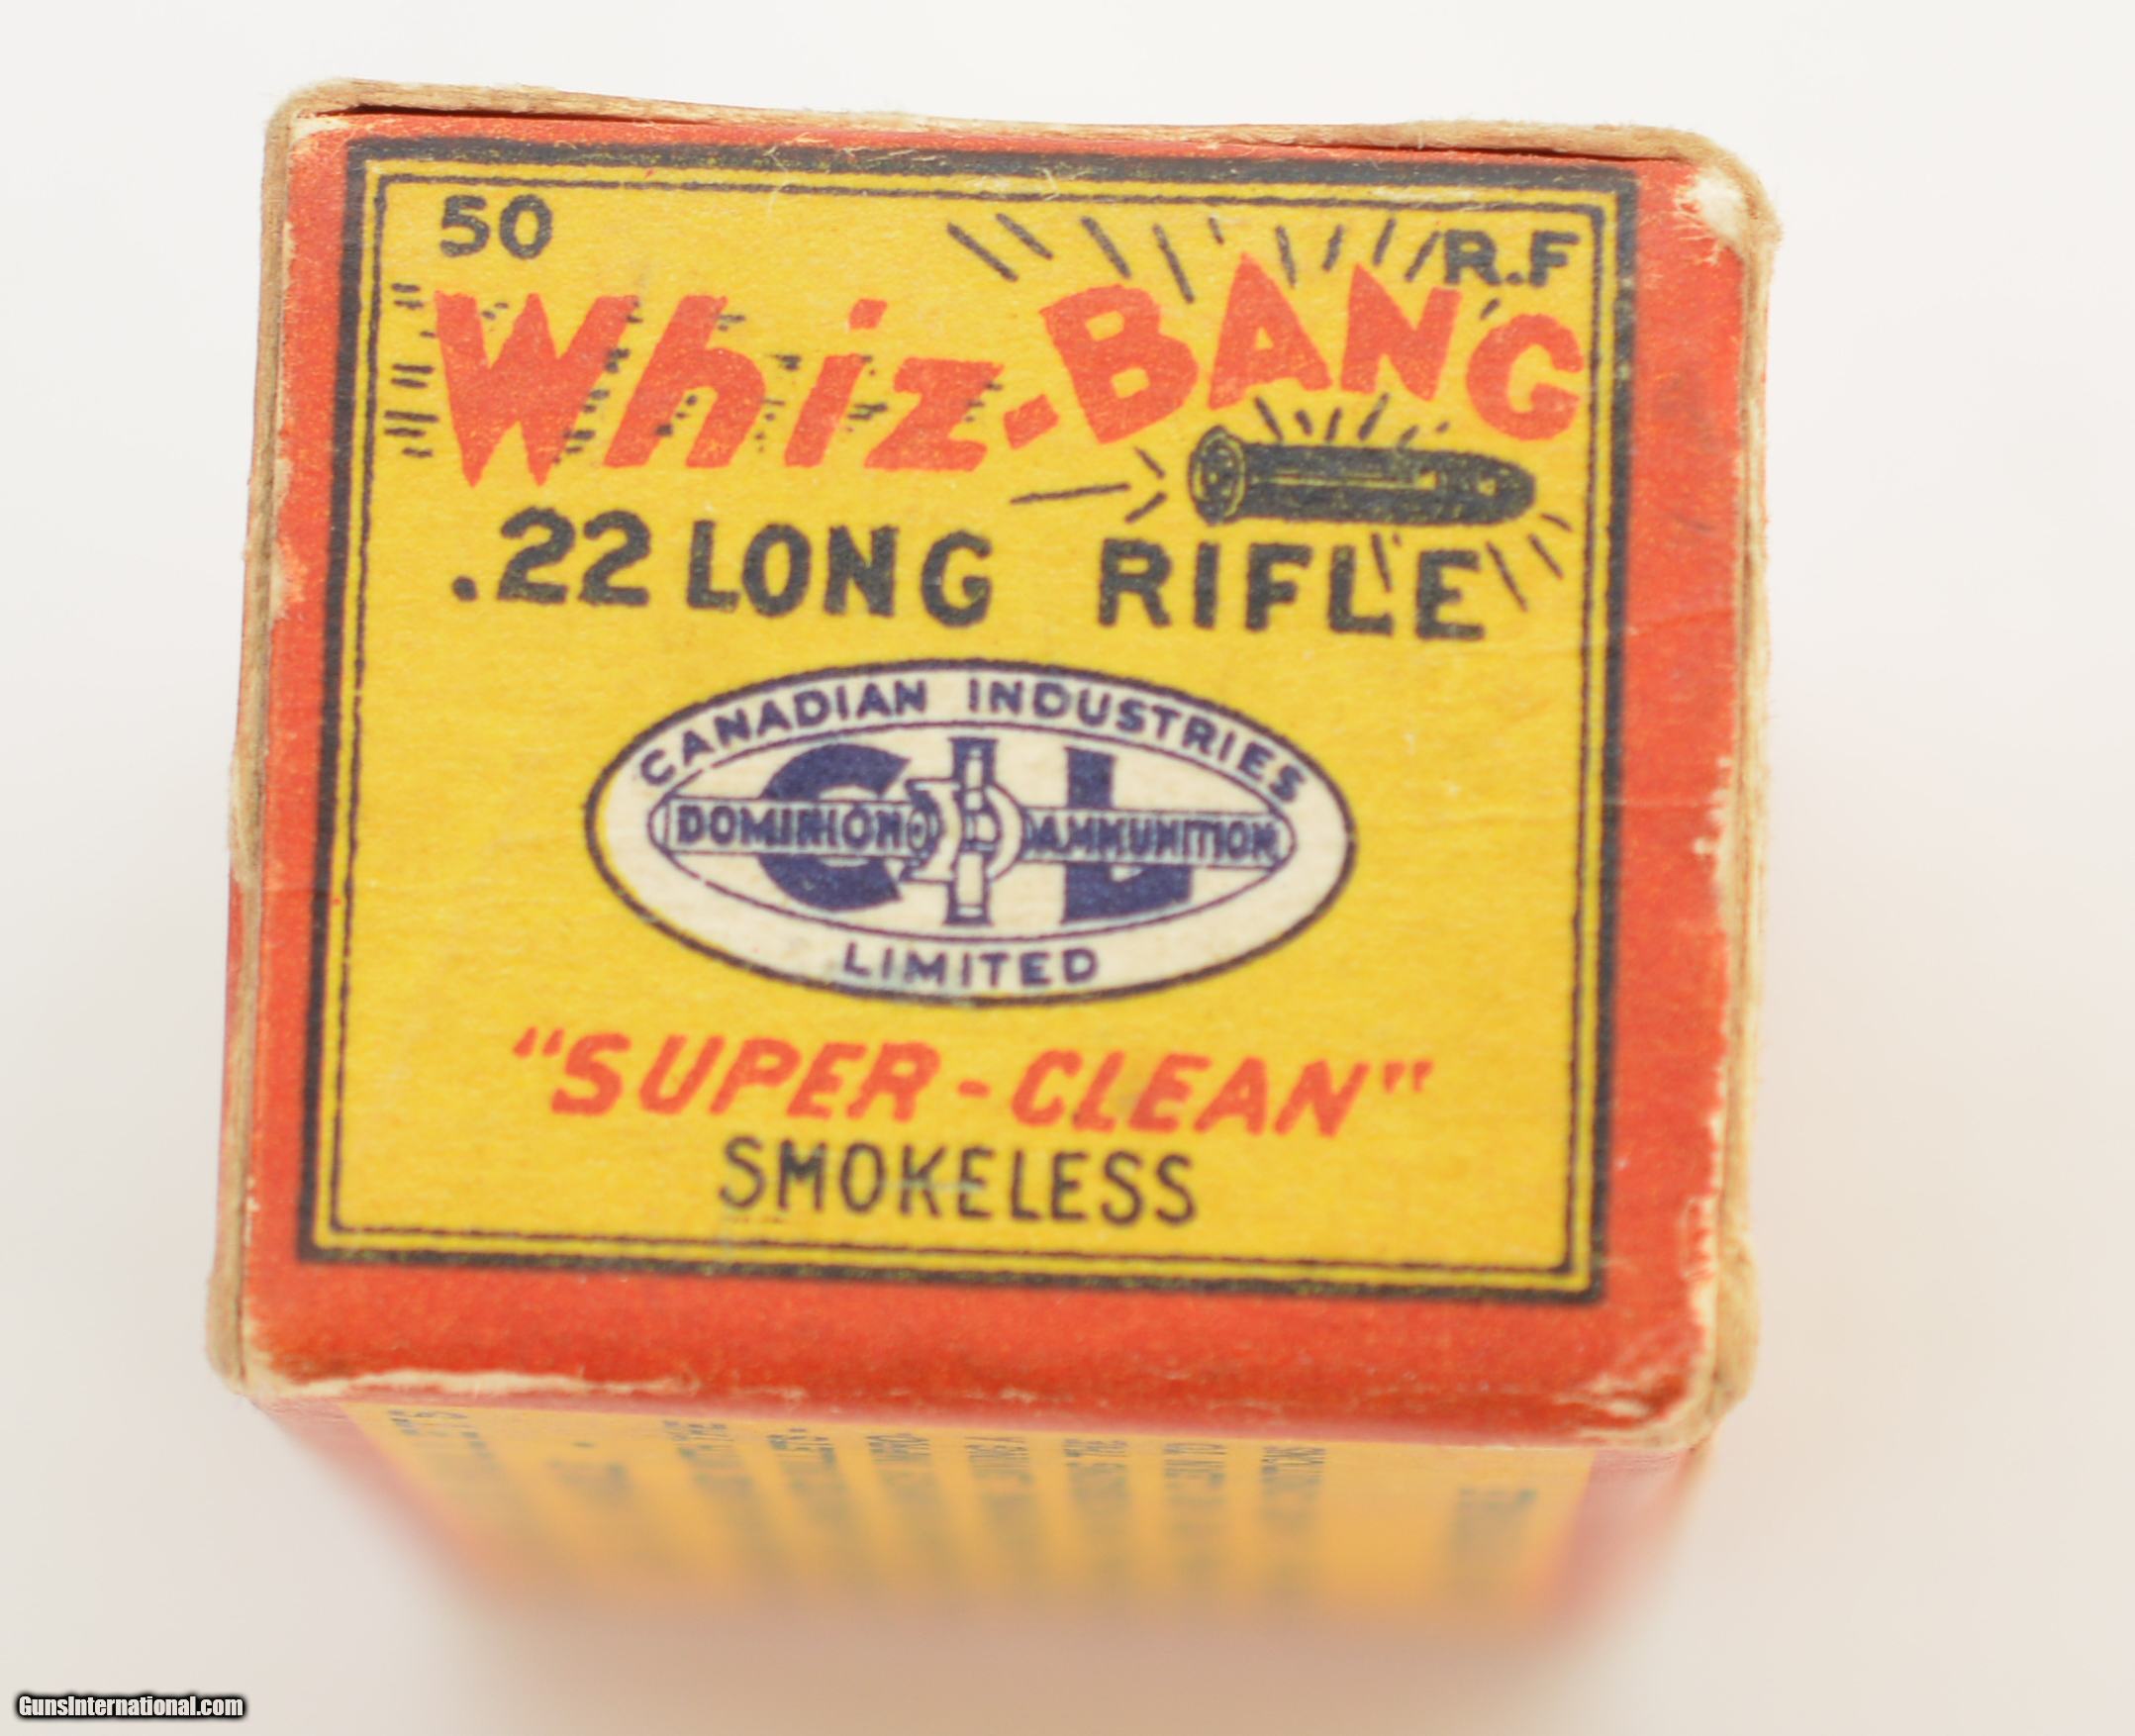 50 R.F
Whiz-BANG
.22 LONG RIFLE
CANADIAN INDUSTRIES
C I L
DOMINION AMMUNITION
LIMITED
"SUPER-CLEAN"
SMOKELESS
GunsInternational.com